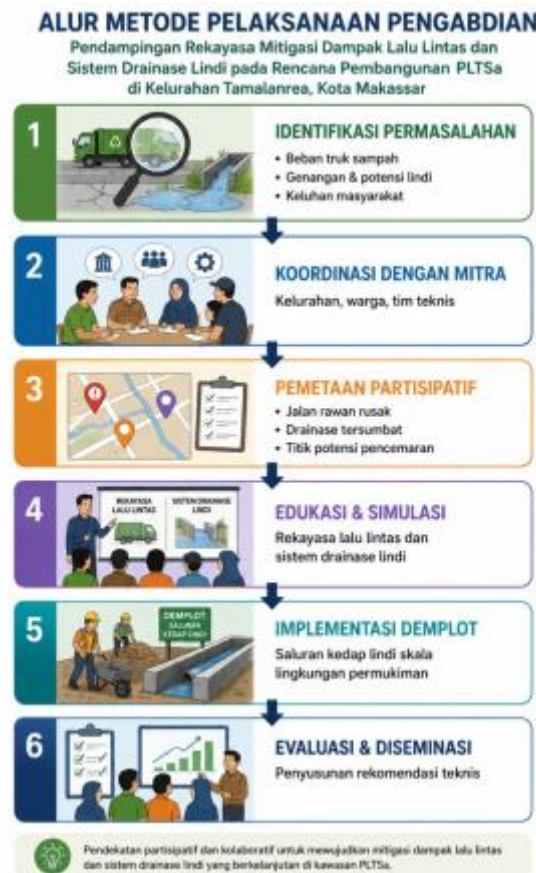 ALUR METODE PELAKSANAAN PENGABDIAN
Pendampingan Rekayasa Mitigasi Dampak Lalu Lintas dan
Sistem Drainase Lindi pada Rencana Pembangunan PLTSa
di Kelurahan Tamalanrea, Kota Makassar
1
IDENTIFIKASI PERMASALAHAN
• Beban truk sampah
• Genangan & potensi lindi
• Keluhan masyarakat
2
KOORDINASI DENGAN MITRA
Kelurahan, warga, tim teknis
3
PEMETAAN PARTISIPATIF
• Jalan rawan rusak
• Drainase tersumbat
• Titik potensi pencemaran
4
REKAYASA
LALU LINTAS
SISTEM DRAINASE
LINDI
EDUKASI & SIMULASI
Rekayasa lalu lintas dan
sistem drainase lindi
5
DEMPLOT
SALURAN
KEDAP LINDI
IMPLEMENTASI DEMPLOT
Saluran kedap lindi skala
lingkungan permukiman
6
EVALUASI & DISEMINASI
Penyusunan rekomendasi teknis
Pendekatan partisipatif dan kolaboratif untuk mewujudkan mitigasi dampak lalu lintas
dan sistem drainase lindi yang berkelanjutan di kawasan PLTSa.